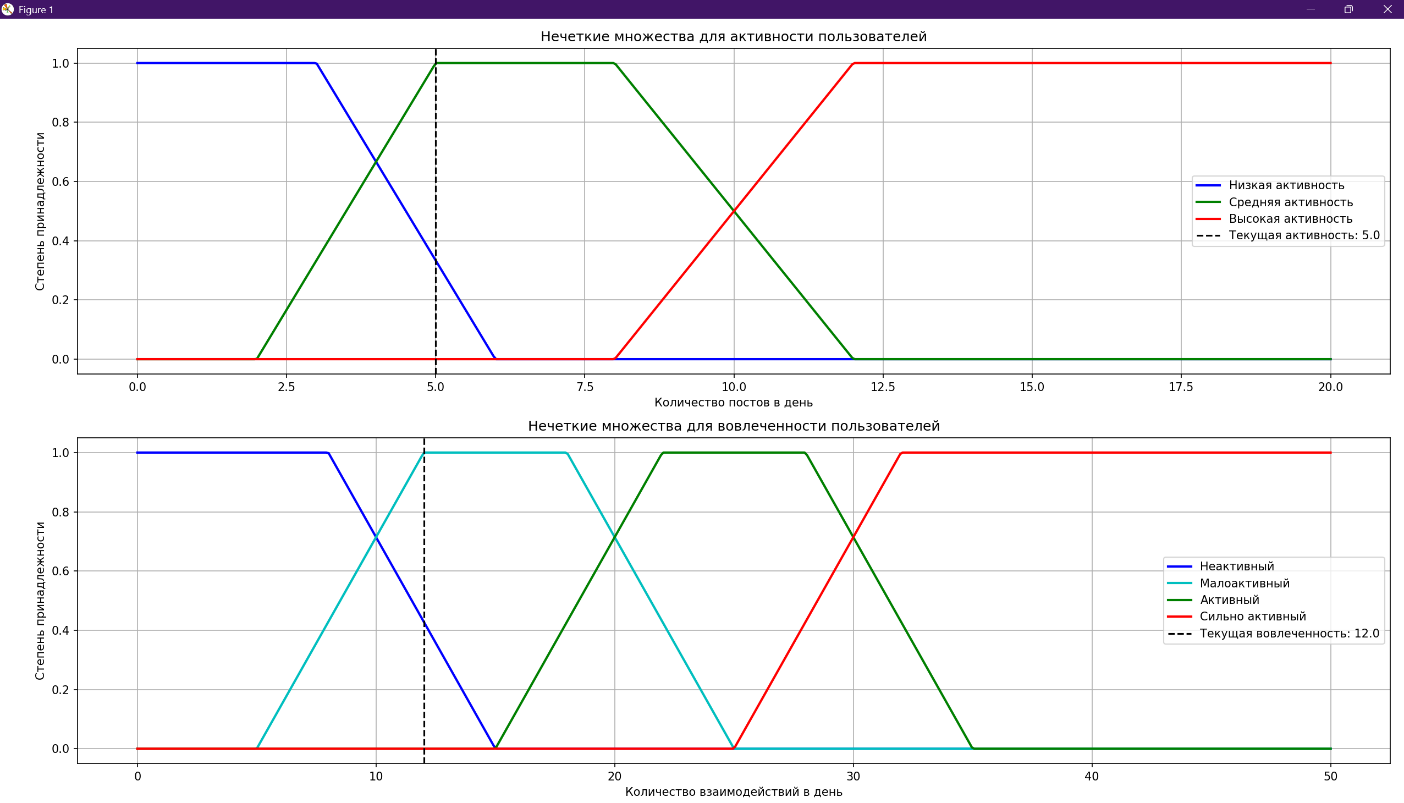 Figure 1
Нечеткие множества для активности пользователей
Степень принадлежности
1.0
0.8
0.6
0.4
0.2
0.0
Низкая активность
Средняя активность
Высокая активность
Текущая активность: 5.0
0.0 2.5 5.0 7.5 10.0 12.5 15.0 17.5 20.0
Количество постов в день
Нечеткие множества для вовлеченности пользователей
Степень принадлежности
1.0
0.8
0.6
0.4
0.2
0.0
Неактивный
Малоактивный
Активный
Сильно активный
Текущая вовлеченность: 12.0
0 10 20 30 40 50
Количество взаимодействий в день